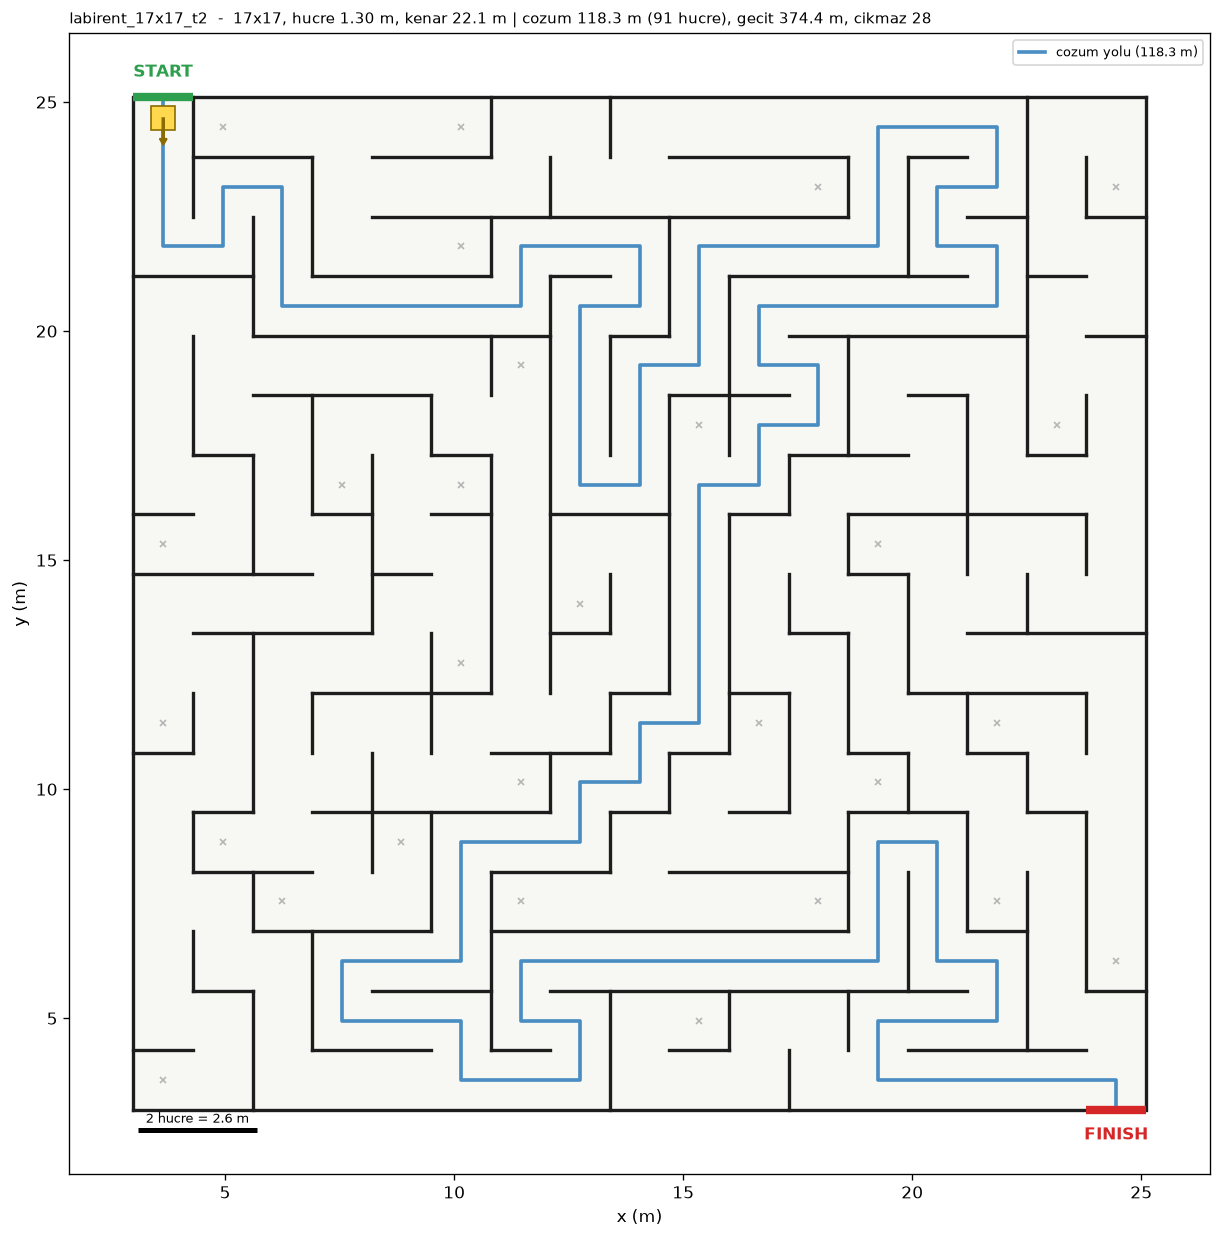 labirent_17x17_t2 - 17x17, hucre 1.30 m, kenar 22.1 m | cozum 118.3 m (91 hucre), gecit 374.4 m, cikmaz 28
cozum yolu (118.3 m)
START
25
20
15
10
5
y (m)
2 hucre = 2.6 m
FINISH
5
10
15
20
25
x (m)